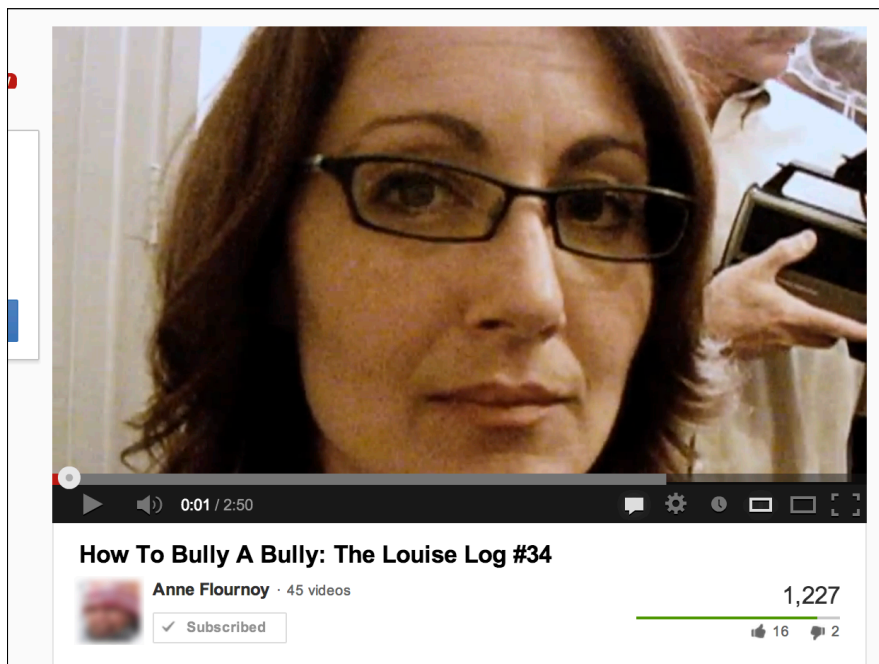 0:01 / 2:50
How To Bully A Bully: The Louise Log #34
Anne Flournoy · 45 videos
Subscribed
1,227
16 2